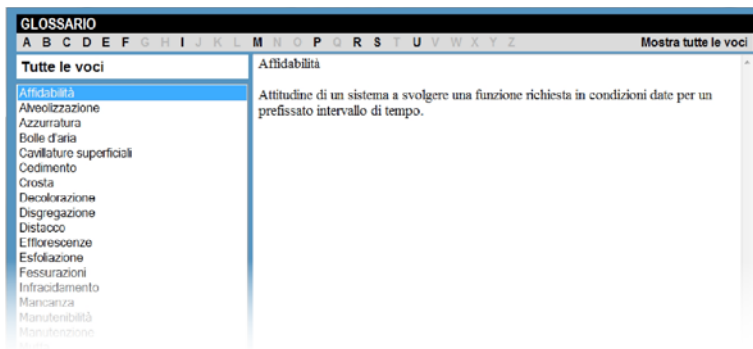 GLOSSARIO
A B C D E F G H I J K L M N O P Q R S T U V W X Y Z Mostra tutte le voci
Tutte le voci
Affidabilità
Alveolizzazione
Azzurratura
Bolle d'aria
Cavillature superficiali
Cedimento
Crosta
Decolorazione
Disgregazione
Distacco
Efflorescenze
Esfoliazione
Fessurazioni
Infracidamento
Mancanza
Manutenibilità
Manutenzione
Affidabilità
Attitudine di un sistema a svolgere una funzione richiesta in condizioni date per un
prefissato intervallo di tempo.